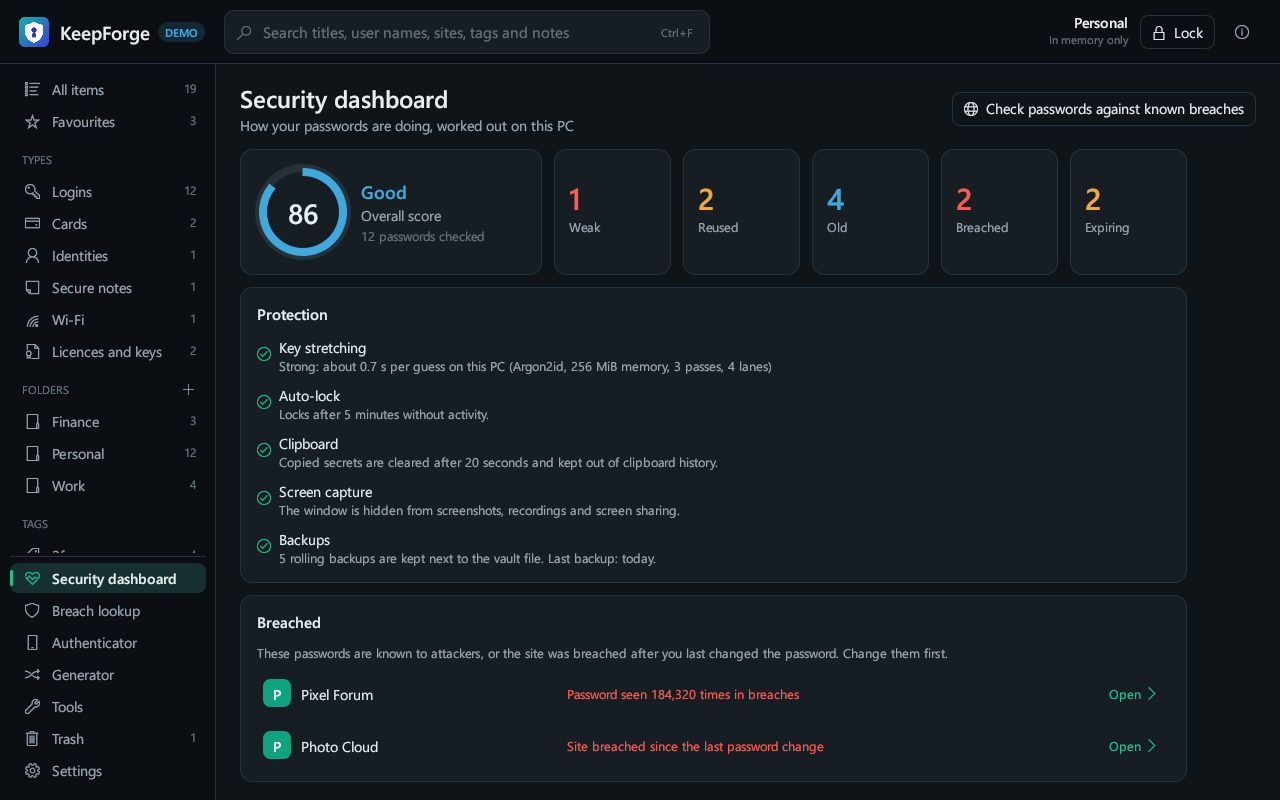 KeepForge DEMO
Search titles, user names, sites, tags and notes Ctrl+F
Personal
In memory only
Lock
All items 19
Favourites 3
TYPES
Logins 12
Cards 2
Identities 1
Secure notes 1
Wi-Fi 1
Licences and keys 2
FOLDERS
Finance 3
Personal 12
Work 4
TAGS
Security dashboard
Breach lookup
Authenticator
Generator
Tools
Trash 1
Settings
Security dashboard
How your passwords are doing, worked out on this PC
Check passwords against known breaches
86
Good
Overall score
12 passwords checked
1
Weak
2
Reused
4
Old
2
Breached
2
Expiring
Protection
Key stretching
Strong: about 0.7 s per guess on this PC (Argon2id, 256 MiB memory, 3 passes, 4 lanes)
Auto-lock
Locks after 5 minutes without activity.
Clipboard
Copied secrets are cleared after 20 seconds and kept out of clipboard history.
Screen capture
The window is hidden from screenshots, recordings and screen sharing.
Backups
5 rolling backups are kept next to the vault file. Last backup: today.
Breached
These passwords are known to attackers, or the site was breached after you last changed the password. Change them first.
P Pixel Forum Password seen 184,320 times in breaches Open
P Photo Cloud Site breached since the last password change Open